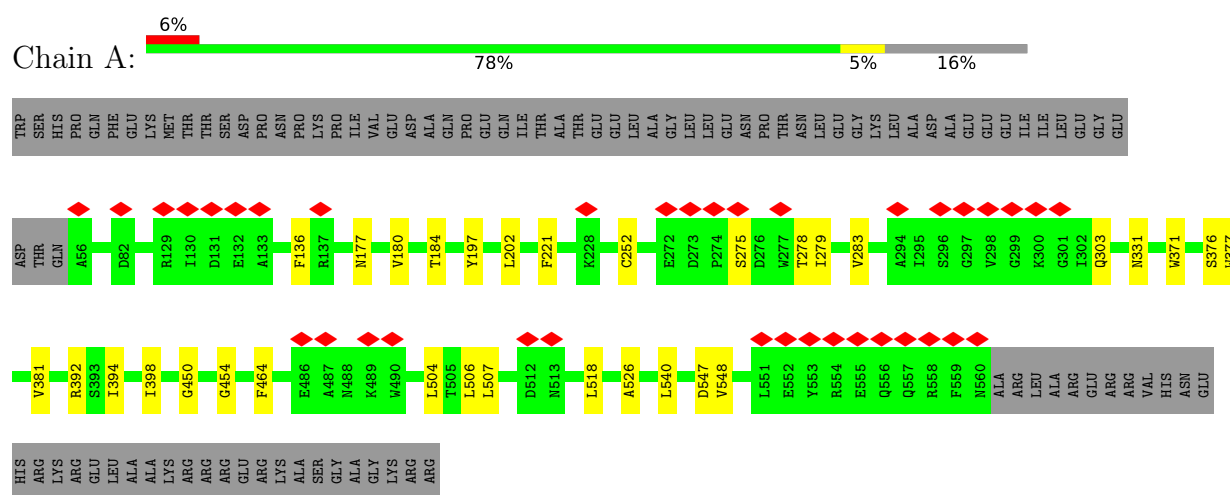 6%
Chain A:
78% 5% 16%
TRP SER HIS PRO GLN PHE GLU LYS MET THR THR SER ASP PRO ASN PRO LYS PRO ILE VAL GLU ASP ALA GLN PRO GLU GLN ILE THR ALA THR GLU GLU LEU ALA GLY LEU LEU GLU ASN PRO THR ASN LEU GLU GLY LYS LEU ALA ASP ALA GLU GLU GLU ILE ILE LEU GLU GLY GLU
ASP THR GLN A56 D82 R129 I130 D131 E132 A133 F136 R137 N177 V180 T184 Y197 L202 F221 K228 C252 E272 D273 P274 S275 D276 W277 T278 I279 V283 A294 I295 S296 G297 V298 G299 K300 G301 I302 Q303 N331 W371 S376
V381 R392 S393 I394 I398 G450 G454 F464 E486 A487 N488 K489 W490 L504 T505 L506 L507 D512 N513 L518 A526 L540 D547 V548 L551 E552 Y553 R554 E555 Q556 Q557 R558 F559 N560 ALA ARG LEU ALA ARG GLU ARG ARG VAL HIS ASN GLU
HIS ARG LYS ARG GLU LEU ALA ALA LYS ARG ARG ARG GLU ARG LYS ALA SER GLY ALA GLY LYS ARG ARG